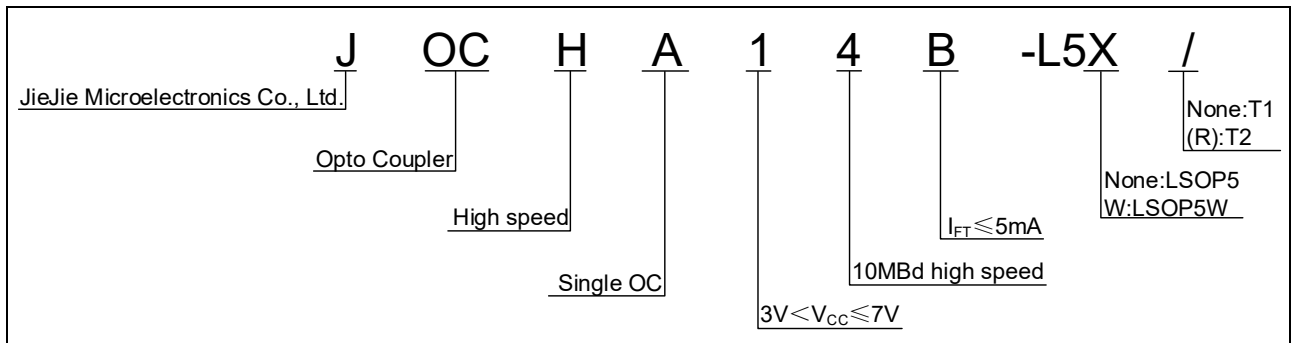 J OC H A 1 4 B -L5X /
JieJie Microelectronics Co., Ltd.
None:T1
(R):T2
Opto Coupler
None:LSOP5
W:LSOP5W
High speed
I_FT≤5mA
Single OC
10MBd high speed
3V<V_CC≤7V